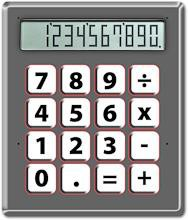 1234567890.
7 8 9 ÷
4 5 6 x
1 2 3 -
0 . = +